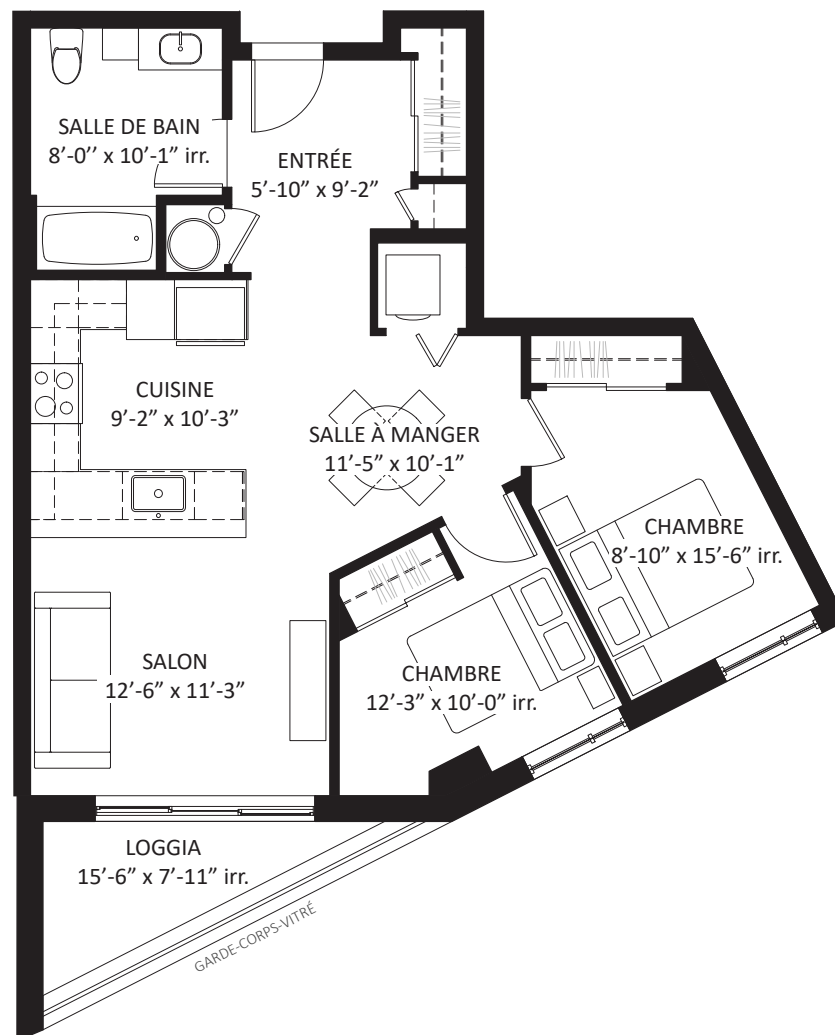 SALLE DE BAIN
8’-0’’ x 10’-1” irr.
ENTRÉE
5’-10” x 9’-2”
CUISINE
9’-2” x 10’-3”
SALLE À MANGER
11’-5” x 10’-1”
CHAMBRE
8’-10” x 15’-6” irr.
SALON
12’-6” x 11’-3”
CHAMBRE
12’-3” x 10’-0” irr.
LOGGIA
15’-6” x 7’-11” irr.
GARDE-CORPS-VITRÉ